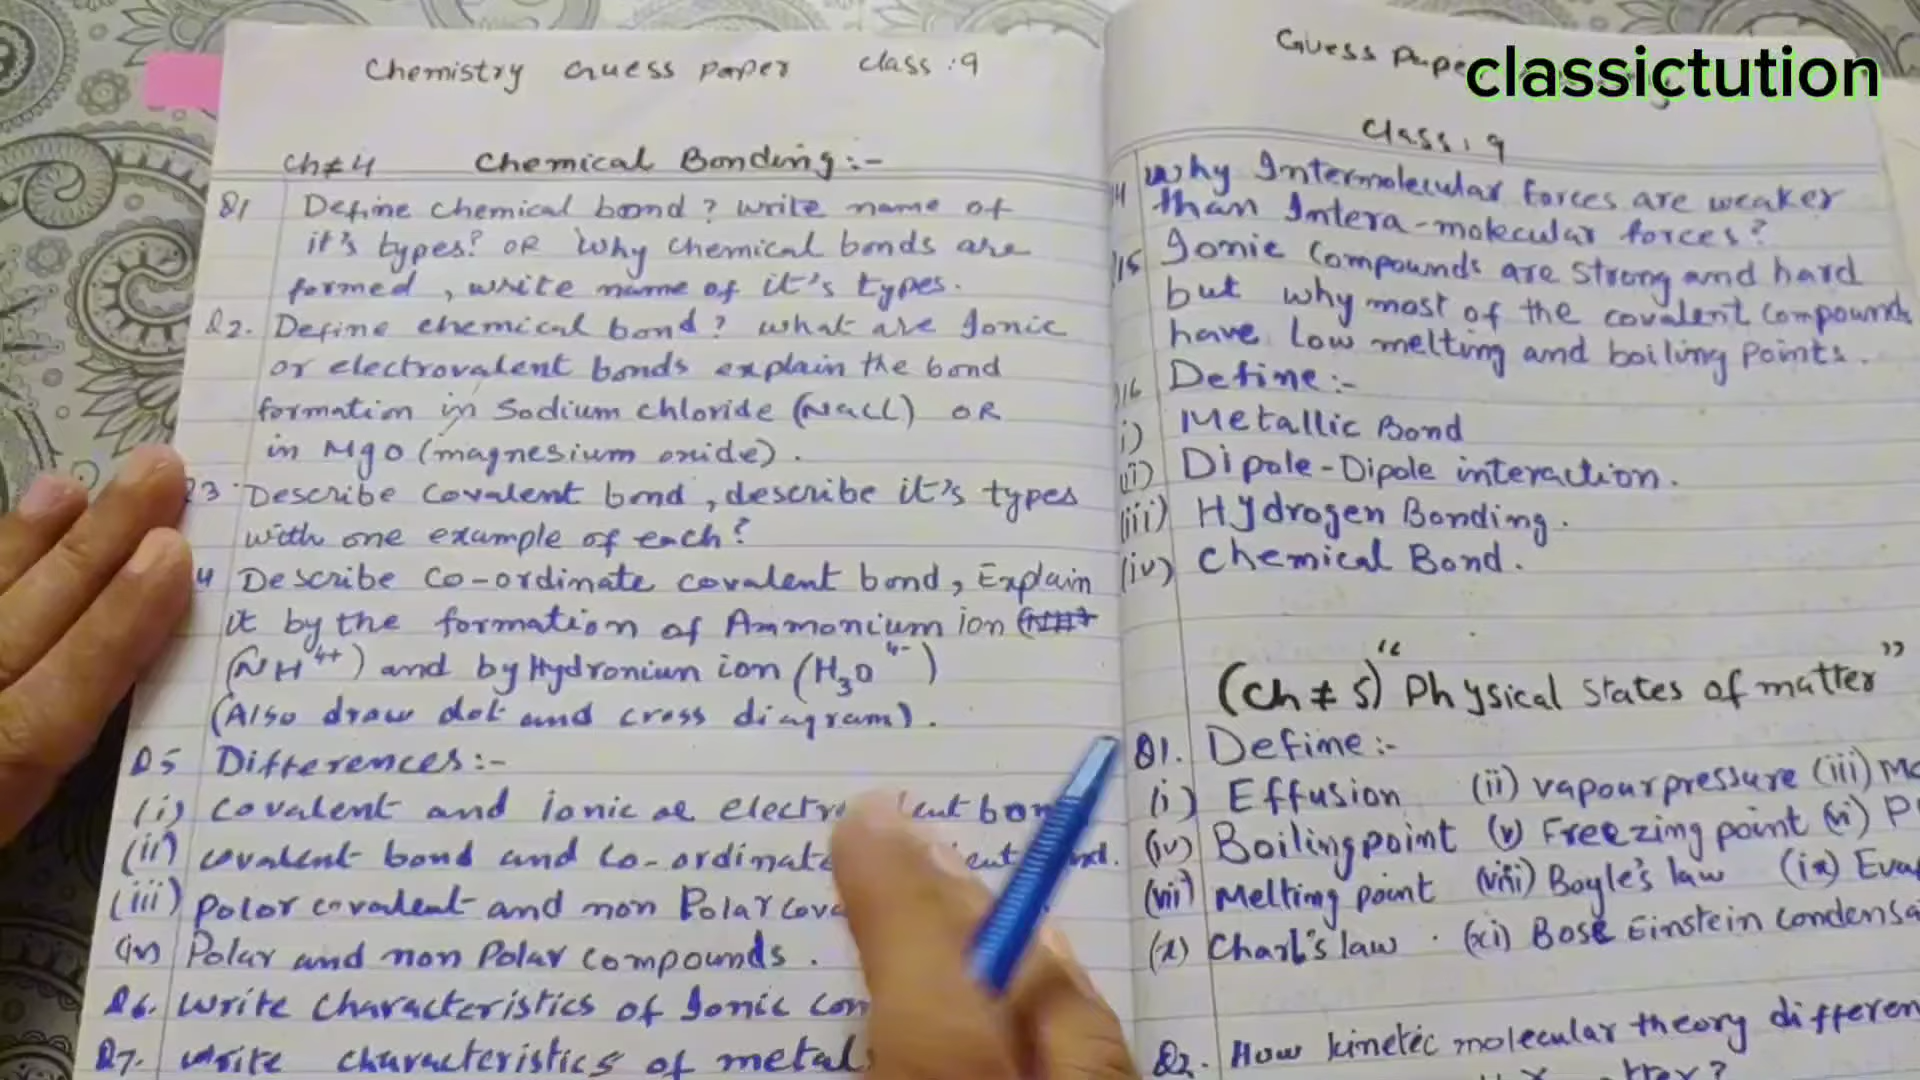 Chemistry Guess Paper Class : 9
Ch # 4 Chemical Bonding :-
Q1 Define chemical boond? Write name of
it's types? OR Why chemical bonds are
formed, write name of it's types.
Q2. Define chemical bond? What are Ionic
or electrovalent bonds explain the bond
formation in Sodium chloride (NaCL) OR
in MgO (magnesium oxide).
Q3 Describe Covalent bond, describe it's types
with one example of each?
4 Describe Co-ordinate covalent bond, Explain
it by the formation of Ammonium ion
(NH 4+) and by Hydronium ion (H3O 4-)
(Also draw dot and cross diagram).
Q5 Differences:-
(i) Covalent and Ionic or
(ii) covalent bond and Co-ordinate
(iii) Polar covalent and non Polar
(iv) Polar and non Polar Compounds.
Q6. Write characteristics of Ionic
Q7. Write characteristics of metal
Guess
classictution
Class : 9
Why Intermolecular forces are weaker
than Intera-molecular forces?
15 Ionic Compounds are strong and hard
but why most of the covalent Compounds
have Low melting and boiling Points.
16 Define:-
i) Metallic Bond
(ii) Dipole-Dipole interaction.
(iii) Hydrogen Bonding.
(iv) Chemical Bond.
(Ch # 5) "Physical States of matter"
Q1. Define:-
(i) Effusion (ii) vapour pressure (iii)
(iv) Boiling point (v) Freezing point (vi)
(vii) Melting point (viii) Boyle's law (ix)
(x) Charl's law . (xi) Bose Einstein
Q2. How kinetic molecular theory